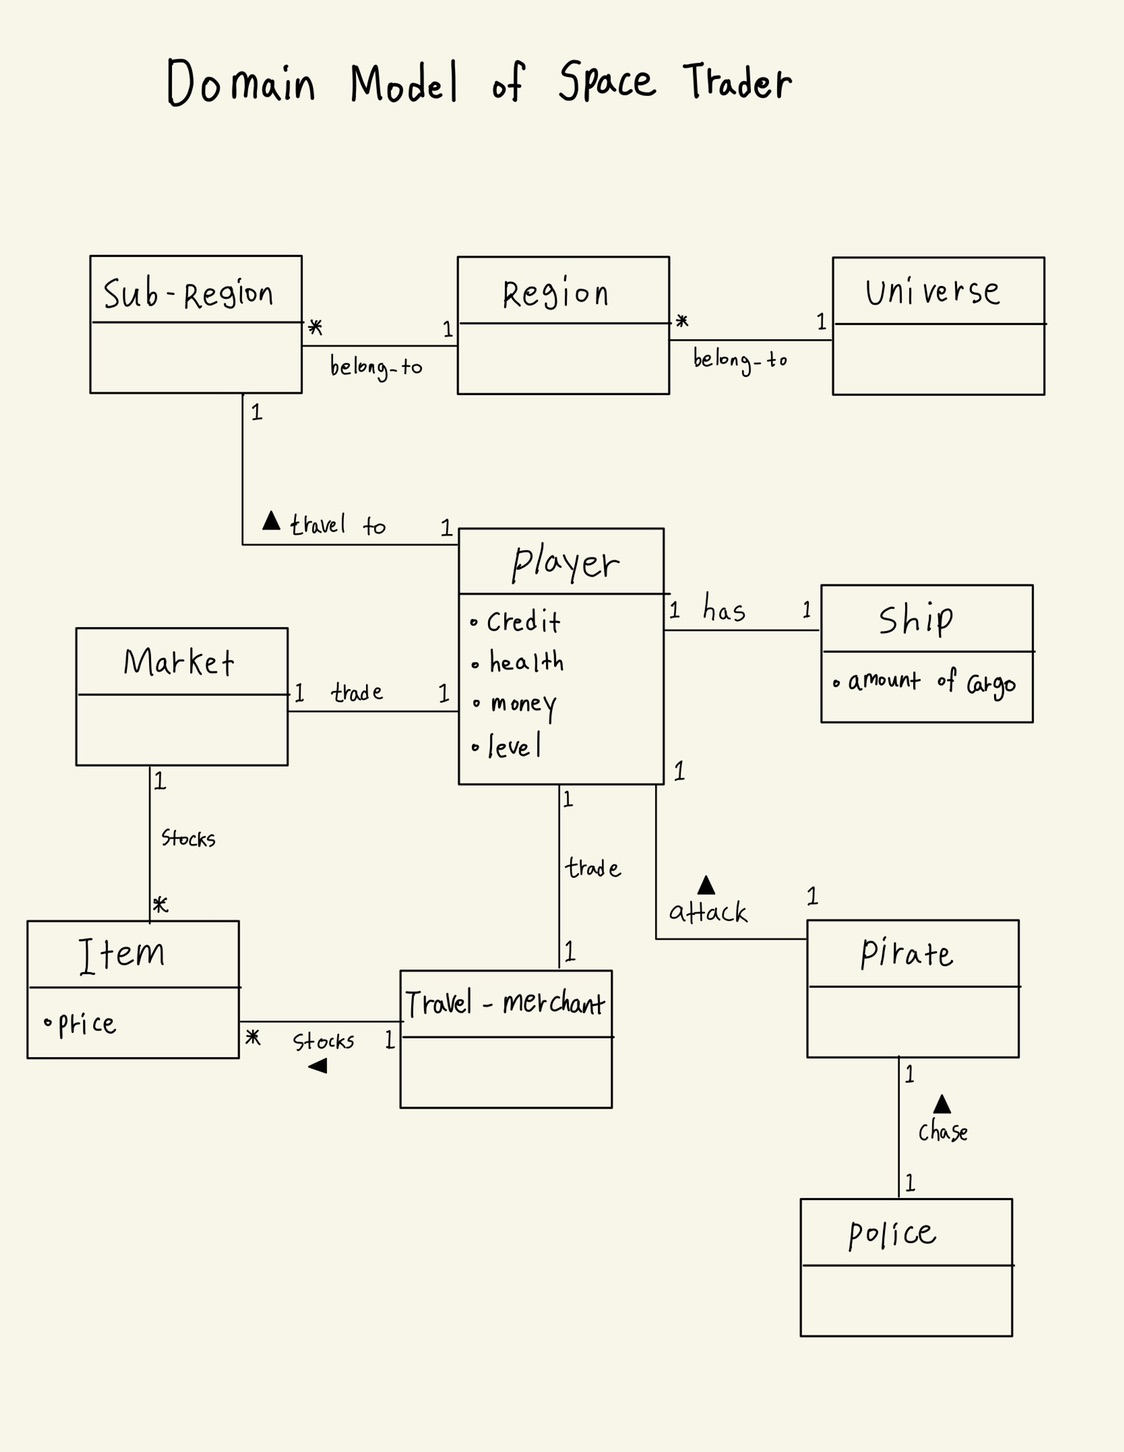 Domain Model of Space Trader
Sub-Region
* 1
belong-to
Region
* 1
belong-to
Universe
1
▲ travel to 1
Player
• Credit
• health
• money
• level
1 has 1
Ship
• amount of cargo
Market
1 trade 1
1
Stocks
*
Item
• price
1
trade
1
Travel-merchant
* Stocks 1
◀
1
▲
attack
1
Pirate
1
▲
chase
1
Police